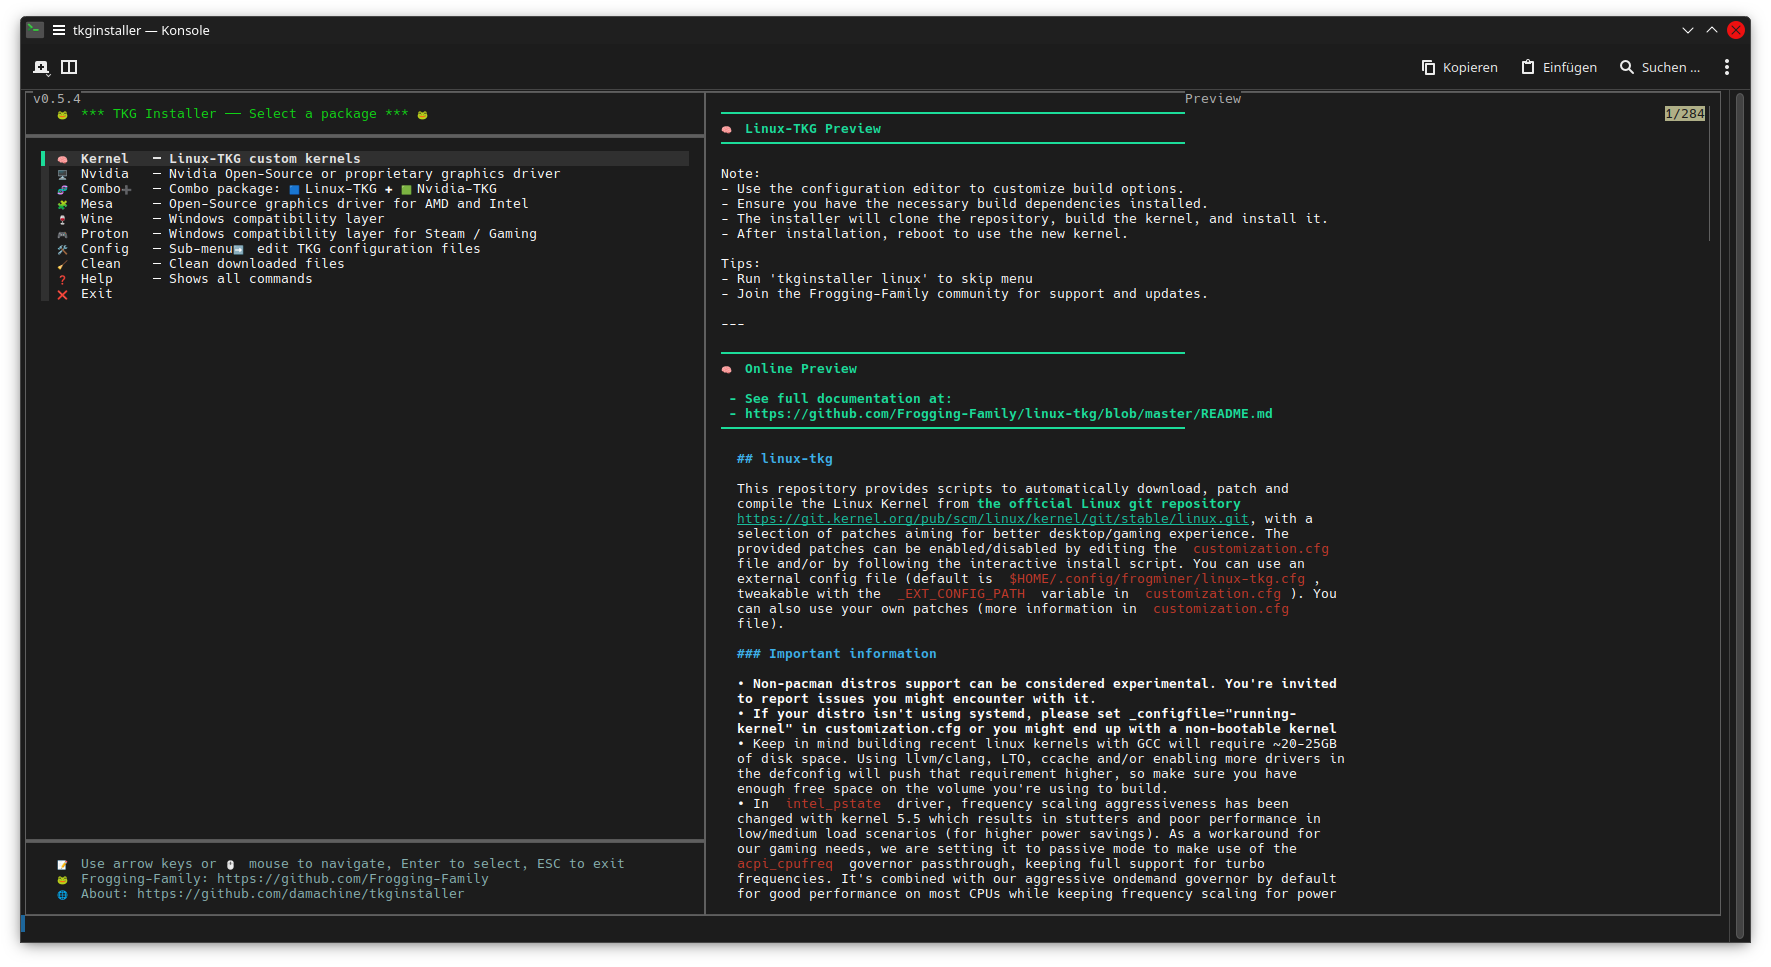 tkginstaller — Konsole
Kopieren
Einfügen
Suchen ...
v0.5.4
*** TKG Installer ── Select a package ***
Kernel — Linux-TKG custom kernels
Nvidia — Nvidia Open-Source or proprietary graphics driver
Combo➕ — Combo package: 🟦 Linux-TKG ✚ 🟩 Nvidia-TKG
Mesa — Open-Source graphics driver for AMD and Intel
Wine — Windows compatibility layer
Proton — Windows compatibility layer for Steam / Gaming
Config — Sub-menu➡️ edit TKG configuration files
Clean — Clean downloaded files
❓ Help — Shows all commands
❌ Exit
Use arrow keys or 🖱️ mouse to navigate, Enter to select, ESC to exit
Frogging-Family: https://github.com/Frogging-Family
About: https://github.com/damachine/tkginstaller
Preview
1/284
Linux-TKG Preview
Note:
- Use the configuration editor to customize build options.
- Ensure you have the necessary build dependencies installed.
- The installer will clone the repository, build the kernel, and install it.
- After installation, reboot to use the new kernel.
Tips:
- Run 'tkginstaller linux' to skip menu
- Join the Frogging-Family community for support and updates.
---
Online Preview
- See full documentation at:
- https://github.com/Frogging-Family/linux-tkg/blob/master/README.md
## linux-tkg
This repository provides scripts to automatically download, patch and
compile the Linux Kernel from the official Linux git repository
https://git.kernel.org/pub/scm/linux/kernel/git/stable/linux.git, with a
selection of patches aiming for better desktop/gaming experience. The
provided patches can be enabled/disabled by editing the customization.cfg
file and/or by following the interactive install script. You can use an
external config file (default is $HOME/.config/frogminer/linux-tkg.cfg ,
tweakable with the _EXT_CONFIG_PATH variable in customization.cfg ). You
can also use your own patches (more information in customization.cfg
file).
### Important information
• Non-pacman distros support can be considered experimental. You're invited
to report issues you might encounter with it.
• If your distro isn't using systemd, please set _configfile="running-
kernel" in customization.cfg or you might end up with a non-bootable kernel
• Keep in mind building recent linux kernels with GCC will require ~20-25GB
of disk space. Using llvm/clang, LTO, ccache and/or enabling more drivers in
the defconfig will push that requirement higher, so make sure you have
enough free space on the volume you're using to build.
• In intel_pstate driver, frequency scaling aggressiveness has been
changed with kernel 5.5 which results in stutters and poor performance in
low/medium load scenarios (for higher power savings). As a workaround for
our gaming needs, we are setting it to passive mode to make use of the
acpi_cpufreq governor passthrough, keeping full support for turbo
frequencies. It's combined with our aggressive ondemand governor by default
for good performance on most CPUs while keeping frequency scaling for power